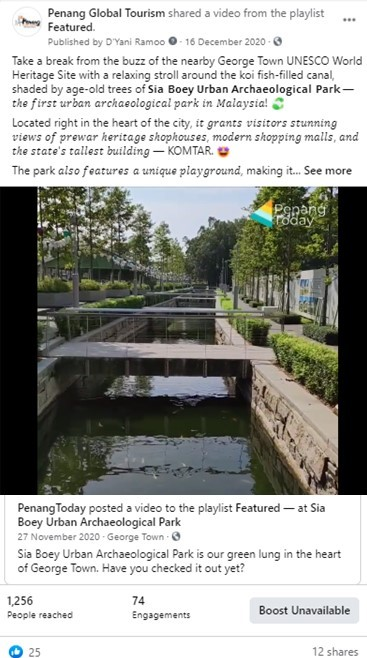 Penang Global Tourism shared a video from the playlist
Featured.
Published by D'Yani Ramoo · 16 December 2020 ·
Take a break from the buzz of the nearby George Town UNESCO World
Heritage Site with a relaxing stroll around the koi fish-filled canal,
shaded by age-old trees of Sia Boey Urban Archaeological Park —
the first urban archaeological park in Malaysia!
Located right in the heart of the city, it grants visitors stunning
views of prewar heritage shophouses, modern shopping malls, and
the state's tallest building — KOMTAR. 😍
The park also features a unique playground, making it... See more
Penang
Today
PenangToday posted a video to the playlist Featured — at Sia
Boey Urban Archaeological Park
27 November 2020 · George Town ·
Sia Boey Urban Archaeological Park is our green lung in the heart
of George Town. Have you checked it out yet?
1,256
People reached
74
Engagements
Boost Unavailable
25
12 shares